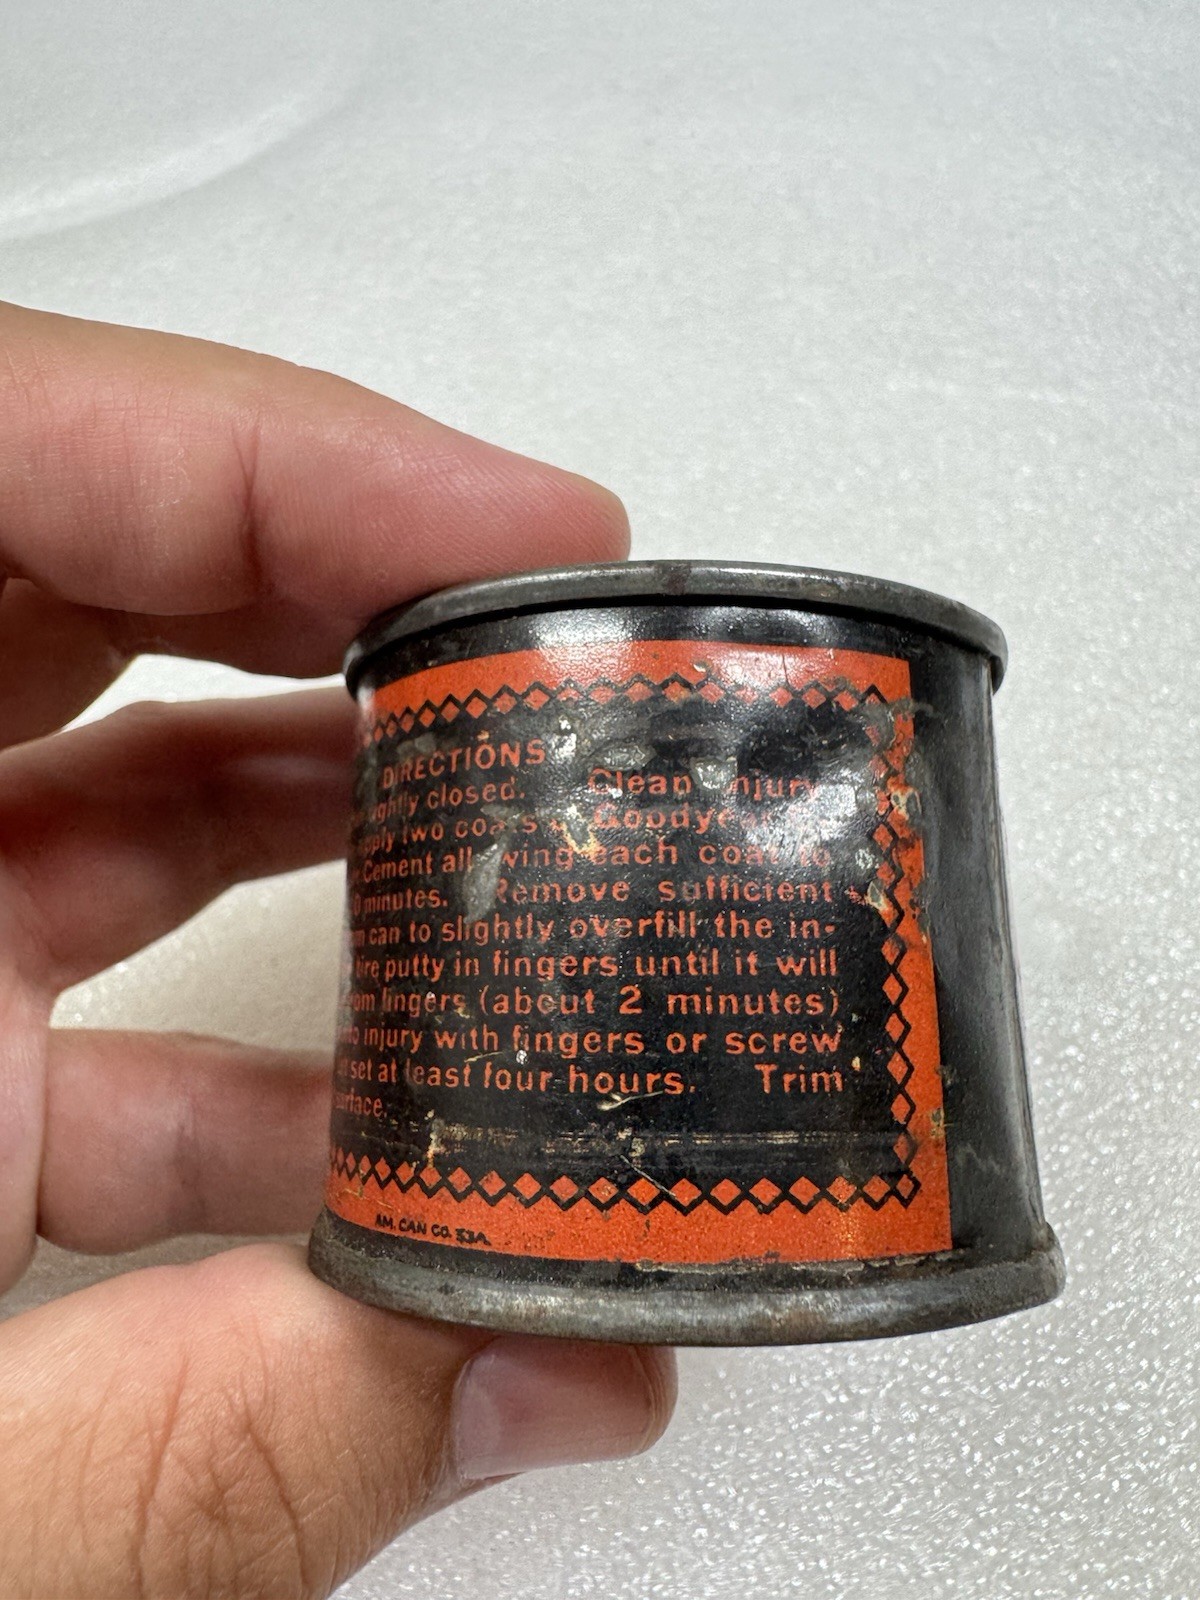 DIRECTIONS
closed. Clean
two coats Goodyear
Cement each coat to
minutes. Remove sufficient
can to slightly overfill the in-
tire putty in fingers until it will
fingers (about 2 minutes)
injury with fingers or screw
set at least four hours. Trim
surface.
AM. CAN CO. 53A.